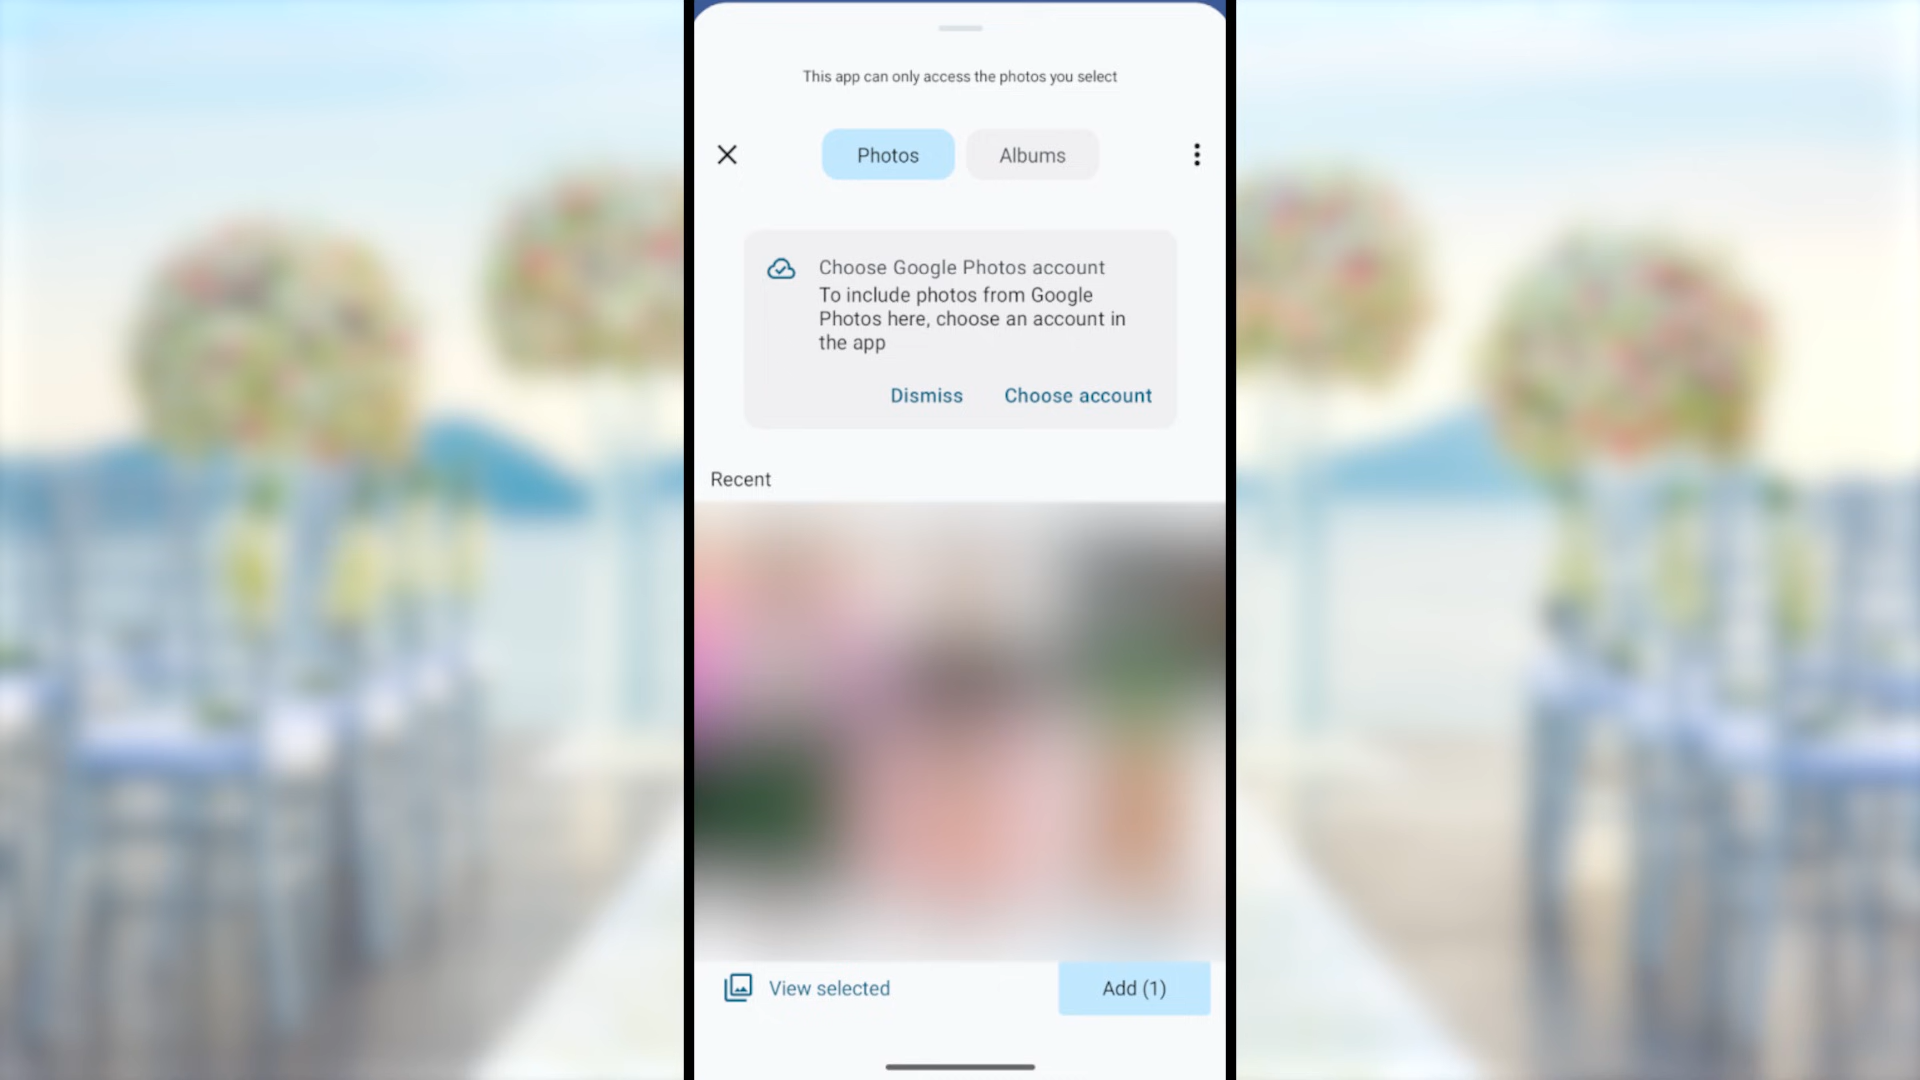 This app can only access the photos you select
Photos
Albums
Choose Google Photos account
To include photos from Google
Photos here, choose an account in
the app
Dismiss
Choose account
Recent
View selected
Add (1)